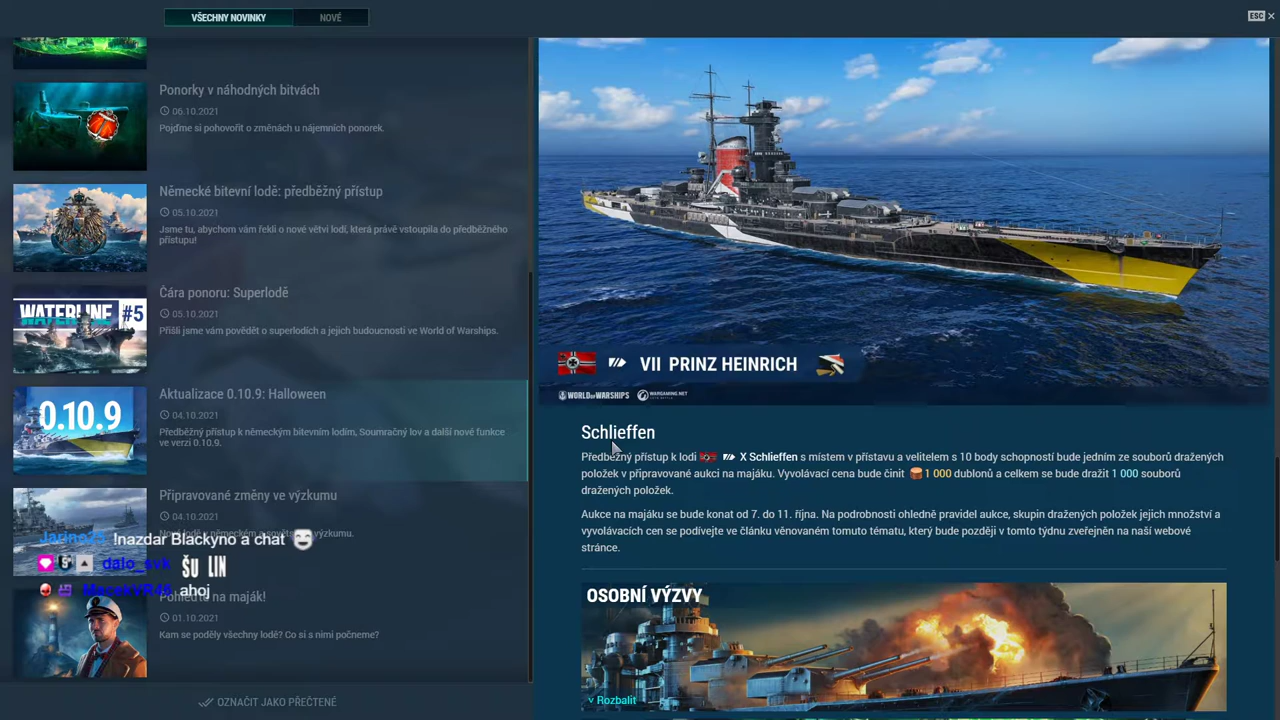 VŠECHNY NOVINKY
NOVÉ
ESC ×
Ponorky v náhodných bitvách
06.10.2021
Pojďme si pohovořit o změnách u nájemních ponorek.
Německé bitevní lodě: předběžný přístup
05.10.2021
Jsme tu, abychom vám řekli o nové větvi lodí, která právě vstoupila do předběžného
přístupu!
WATERLINE #5
Čára ponoru: Superlodě
05.10.2021
Přišli jsme vám povědět o superlodích a jejich budoucnosti ve World of Warships.
0.10.9
Aktualizace 0.10.9: Halloween
04.10.2021
Předběžný přístup k německým bitevním lodím, Soumračný lov a další nové funkce
ve verzi 0.10.9.
Připravované změny ve výzkumu
04.10.2021
výzkumu.
Jarino25 !nazdar Blackyno a chat
dalo_svk ŠU LIN
MacekVR46 ahoj
na maják!
01.10.2021
Kam se poděly všechny lodě? Co si s nimi počneme?
OZNAČIT JAKO PŘEČTENÉ
VII PRINZ HEINRICH
WORLD OF WARSHIPS WARGAMING.NET
Schlieffen
Předběžný přístup k lodi X Schlieffen s místem v přístavu a velitelem s 10 body schopností bude jedním ze souborů dražených
položek v připravované aukci na majáku. Vyvolávací cena bude činit 1 000 dublonů a celkem se bude dražit 1 000 souborů
dražených položek.
Aukce na majáku se bude konat od 7. do 11. října. Na podrobnosti ohledně pravidel aukce, skupin dražených položek jejich množství a
vyvolávacích cen se podívejte ve článku věnovaném tomuto tématu, který bude později v tomto týdnu zveřejněn na naší webové
stránce.
OSOBNÍ VÝZVY
v Rozbalit